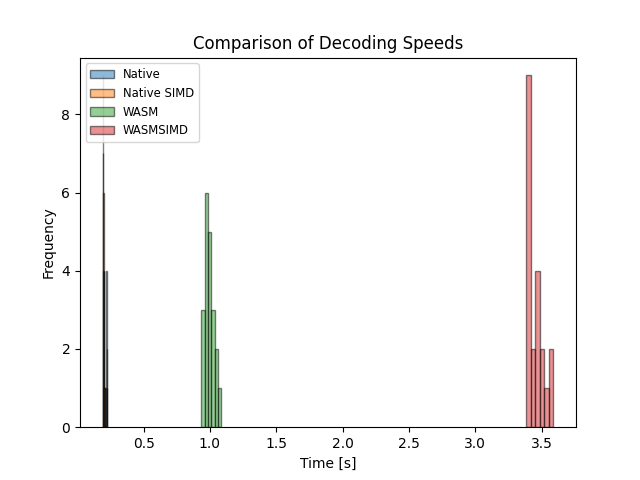 Comparison of Decoding Speeds
Native
Native SIMD
WASM
WASMSIMD
Frequency
8
6
4
2
0
0.5 1.0 1.5 2.0 2.5 3.0 3.5
Time [s]